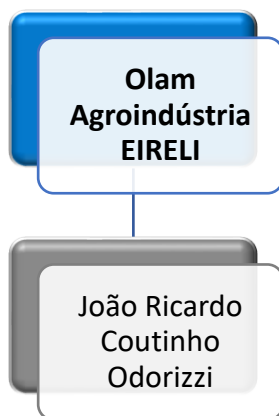 Olam
Agroindústria
EIRELI
João Ricardo
Coutinho
Odorizzi